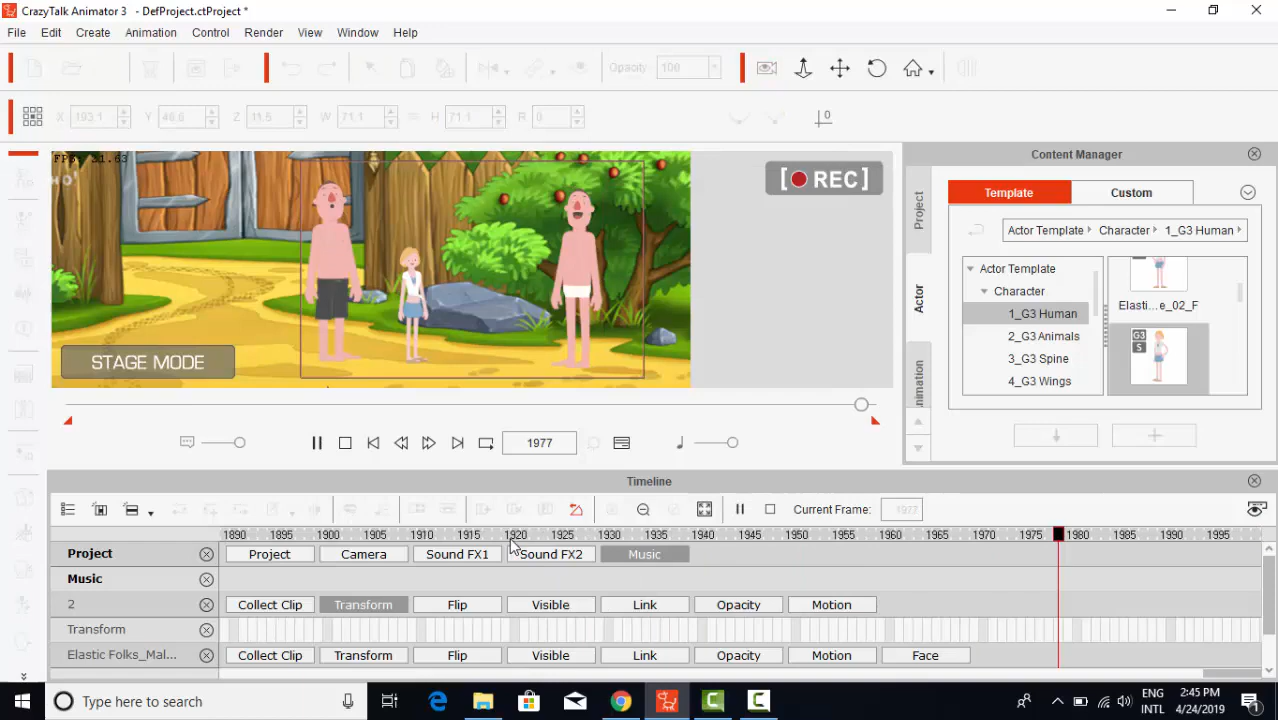 CrazyTalk Animator 3 - DefProject.ctProject *
File Edit Create Animation Control Render View Window Help
Opacity: 100
X 193.1 Y 46.6 Z 11.5 W 71.1 H 71.1 R 0
FPS: 21.63
[REC]
STAGE MODE
Content Manager
Template Custom
Project
Actor
Animation
Actor Template Character 1_G3 Human
Actor Template
Character
1_G3 Human
2_G3 Animals
3_G3 Spine
4_G3 Wings
Elasti...e_02_F
G3
S
1977
Timeline
Current Frame: 1977
1890 1895 1900 1905 1910 1915 1920 1925 1930 1935 1940 1945 1950 1955 1960 1965 1970 1975 1980 1985 1990 1995
Project Project Camera Sound FX1 Sound FX2 Music
Music
2 Collect Clip Transform Flip Visible Link Opacity Motion
Transform
Elastic Folks_Mal... Collect Clip Transform Flip Visible Link Opacity Motion Face
Type here to search
ENG
INTL
2:45 PM
4/24/2019
1